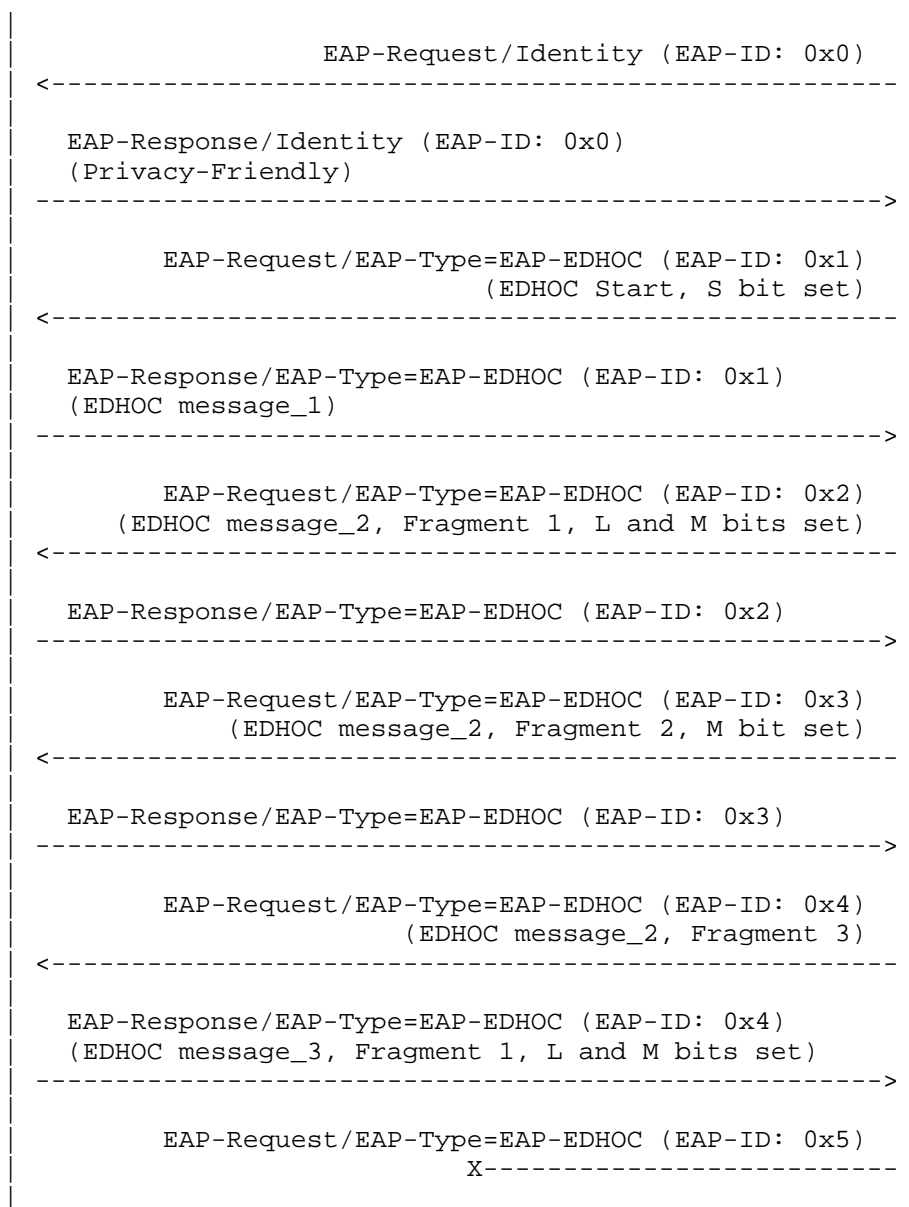 EAP-Request/Identity (EAP-ID: 0x0)
EAP-Response/Identity (EAP-ID: 0x0)
(Privacy-Friendly)
EAP-Request/EAP-Type=EAP-EDHOC (EAP-ID: 0x1)
(EDHOC Start, S bit set)
EAP-Response/EAP-Type=EAP-EDHOC (EAP-ID: 0x1)
(EDHOC message_1)
EAP-Request/EAP-Type=EAP-EDHOC (EAP-ID: 0x2)
(EDHOC message_2, Fragment 1, L and M bits set)
EAP-Response/EAP-Type=EAP-EDHOC (EAP-ID: 0x2)
EAP-Request/EAP-Type=EAP-EDHOC (EAP-ID: 0x3)
(EDHOC message_2, Fragment 2, M bit set)
EAP-Response/EAP-Type=EAP-EDHOC (EAP-ID: 0x3)
EAP-Request/EAP-Type=EAP-EDHOC (EAP-ID: 0x4)
(EDHOC message_2, Fragment 3)
EAP-Response/EAP-Type=EAP-EDHOC (EAP-ID: 0x4)
(EDHOC message_3, Fragment 1, L and M bits set)
EAP-Request/EAP-Type=EAP-EDHOC (EAP-ID: 0x5)
X--------------------------